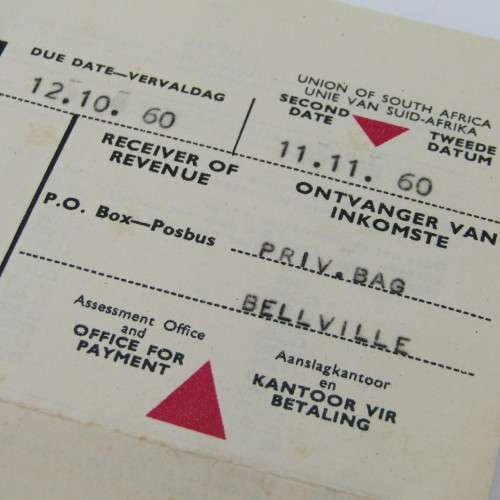 DUE DATE—VERVALDAG
12.10. 60
UNION OF SOUTH AFRICA
UNIE VAN SUID-AFRIKA
SECOND DATE
TWEEDE DATUM
11.11. 60
RECEIVER OF REVENUE
ONTVANGER VAN INKOMSTE
P.O. Box—Posbus PRIV.BAG
BELLVILLE
Assessment Office
and
OFFICE FOR
PAYMENT
Aanslagkantoor
en
KANTOOR VIR
BETALING